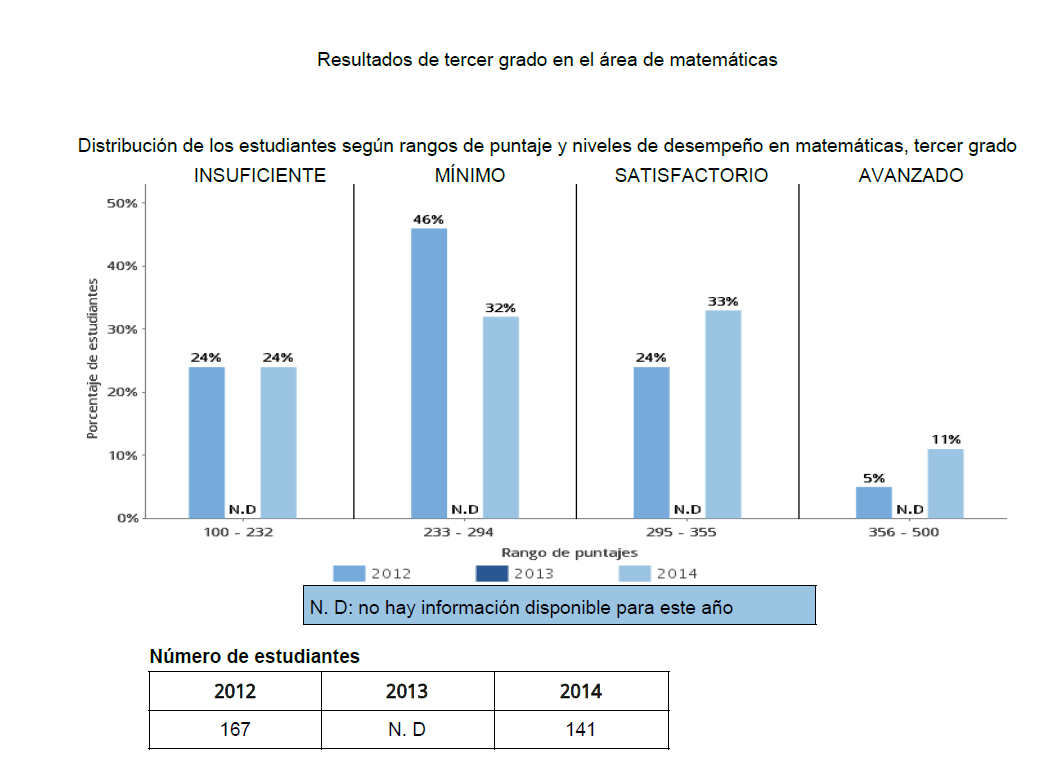 Resultados de tercer grado en el área de matemáticas
Distribución de los estudiantes según rangos de puntaje y niveles de desempeño en matemáticas, tercer grado
INSUFICIENTE MÍNIMO SATISFACTORIO AVANZADO
Porcentaje de estudiantes
50%
40%
30%
20%
10%
0%
24% N.D 24%
46% N.D 32%
24% N.D 33%
5% N.D 11%
100 - 232 233 - 294 295 - 355 356 - 500
Rango de puntajes
2012 2013 2014
N. D: no hay información disponible para este año
Número de estudiantes
2012 2013 2014
167 N. D 141